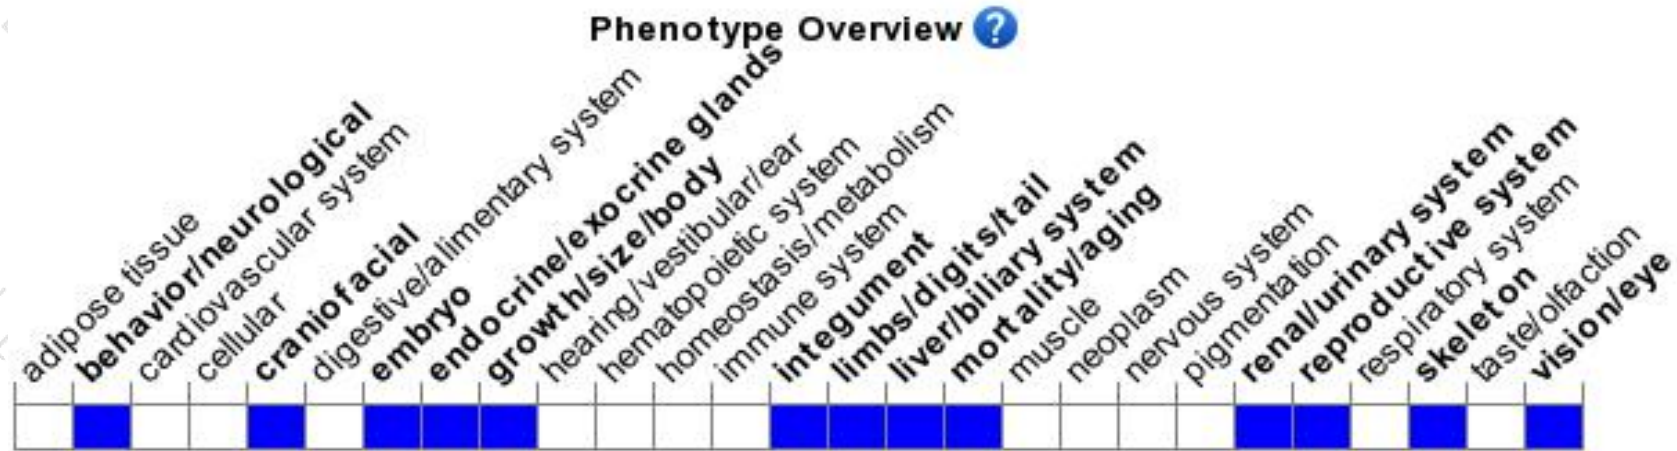 Phenotype Overview ?
adipose tissue
behavior/neurological
cardiovascular system
cellular
craniofacial
digestive/alimentary system
embryo
endocrine/exocrine glands
growth/size/body
hearing/vestibular/ear
hematopoietic system
homeostasis/metabolism
immune system
integument
limbs/digits/tail
liver/biliary system
mortality/aging
muscle
neoplasm
nervous system
pigmentation
renal/urinary system
reproductive system
respiratory system
skeleton
taste/olfaction
vision/eye